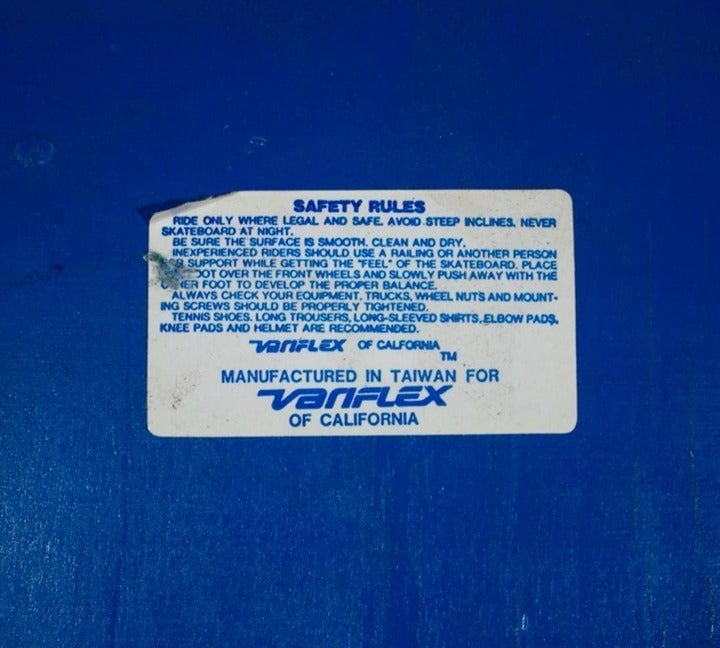 SAFETY RULES
RIDE ONLY WHERE LEGAL AND SAFE. AVOID STEEP INCLINES. NEVER
SKATEBOARD AT NIGHT.
BE SURE THE SURFACE IS SMOOTH, CLEAN AND DRY.
INEXPERIENCED RIDERS SHOULD USE A RAILING OR ANOTHER PERSON
SUPPORT WHILE GETTING THE "FEEL" OF THE SKATEBOARD. PLACE
FOOT OVER THE FRONT WHEELS AND SLOWLY PUSH AWAY WITH THE
OTHER FOOT TO DEVELOP THE PROPER BALANCE.
ALWAYS CHECK YOUR EQUIPMENT, TRUCKS, WHEEL NUTS AND MOUNT-
ING SCREWS SHOULD BE PROPERLY TIGHTENED.
TENNIS SHOES, LONG TROUSERS, LONG-SLEEVED SHIRTS, ELBOW PADS,
KNEE PADS AND HELMET ARE RECOMMENDED.
VARIFLEX OF CALFORNIA TM
MANUFACTURED IN TAIWAN FOR
VARIFLEX
OF CALIFORNIA